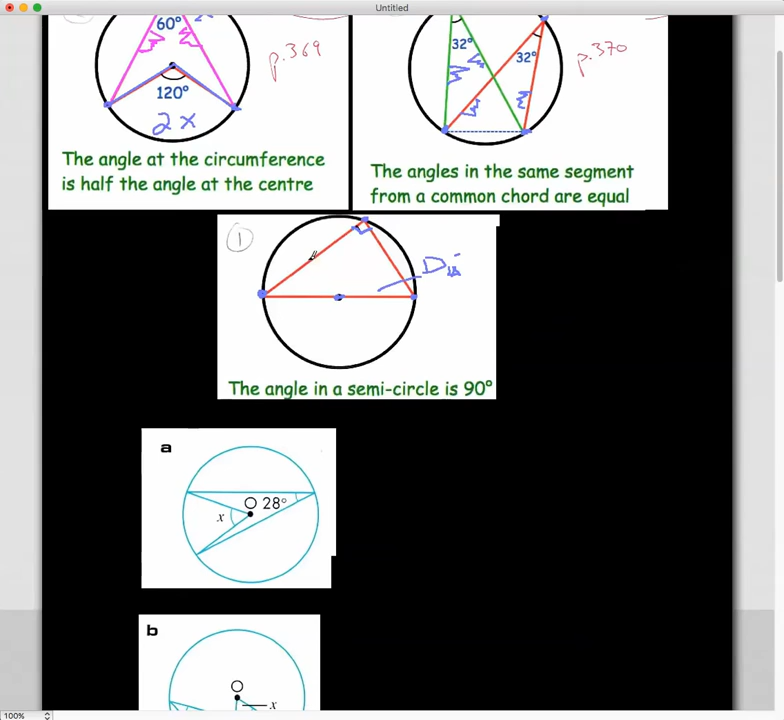 Untitled
60°
120°
2x
p.369
The angle at the circumference
is half the angle at the centre
32°
32°
p.370
The angles in the same segment
from a common chord are equal
1
Dia
The angle in a semi-circle is 90°
a
O 28°
x
b
O
x
100%